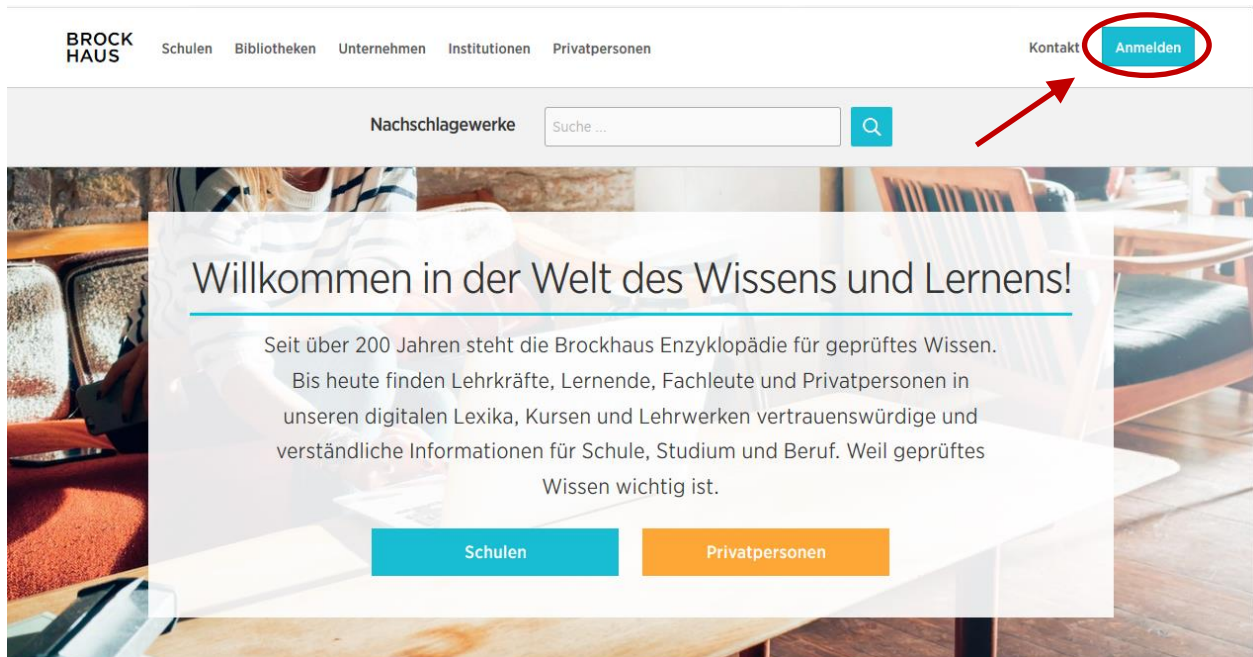 BROCK
HAUS
Schulen Bibliotheken Unternehmen Institutionen Privatpersonen
Kontakt Anmelden
Nachschlagewerke Suche ...
Willkommen in der Welt des Wissens und Lernens!
Seit über 200 Jahren steht die Brockhaus Enzyklopädie für geprüftes Wissen.
Bis heute finden Lehrkräfte, Lernende, Fachleute und Privatpersonen in
unseren digitalen Lexika, Kursen und Lehrwerken vertrauenswürdige und
verständliche Informationen für Schule, Studium und Beruf. Weil geprüftes
Wissen wichtig ist.
Schulen Privatpersonen